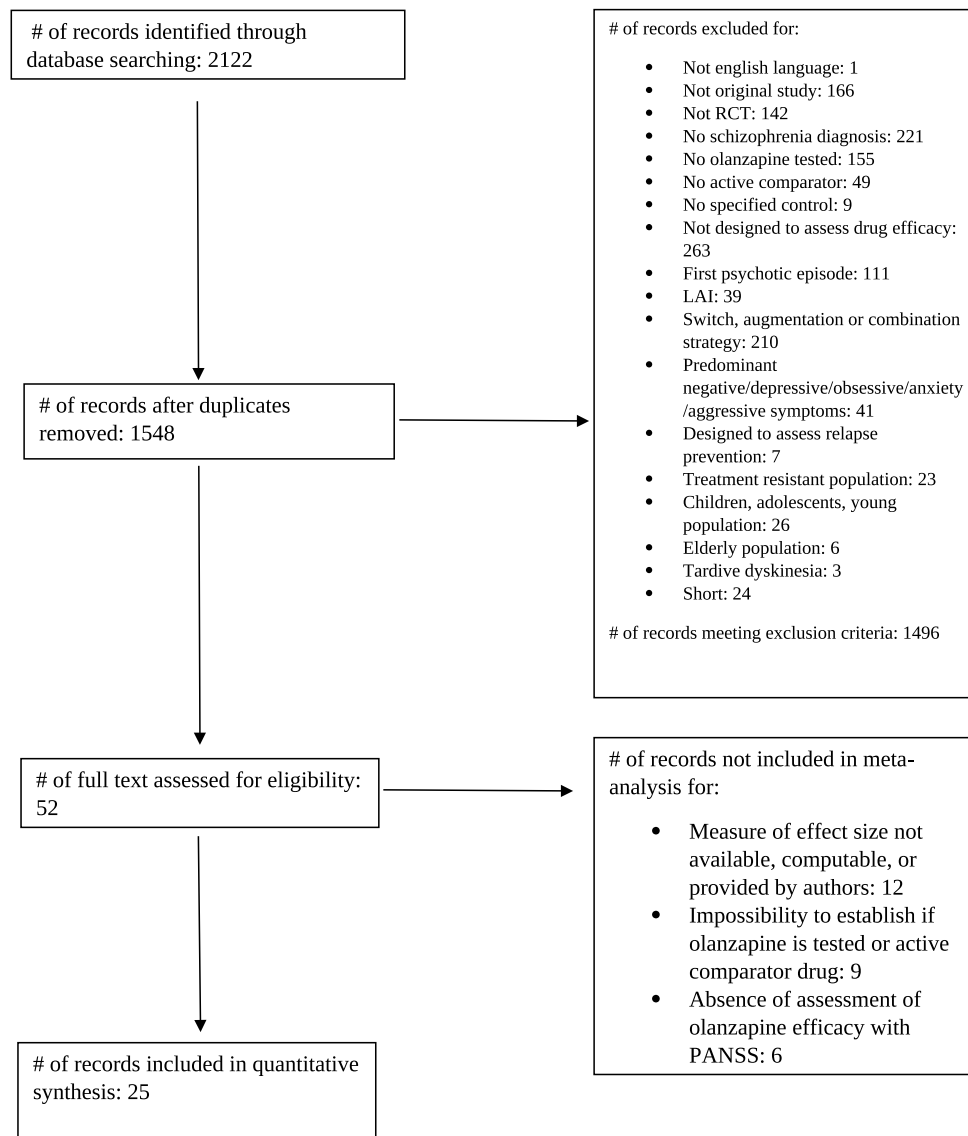 # of records identified through
database searching: 2122
# of records excluded for:
• Not english language: 1
• Not original study: 166
• Not RCT: 142
• No schizophrenia diagnosis: 221
• No olanzapine tested: 155
• No active comparator: 49
• No specified control: 9
• Not designed to assess drug efficacy:
263
• First psychotic episode: 111
• LAI: 39
• Switch, augmentation or combination
strategy: 210
• Predominant
negative/depressive/obsessive/anxiety
/aggressive symptoms: 41
• Designed to assess relapse
prevention: 7
• Treatment resistant population: 23
• Children, adolescents, young
population: 26
• Elderly population: 6
• Tardive dyskinesia: 3
• Short: 24
# of records meeting exclusion criteria: 1496
# of records after duplicates
removed: 1548
# of full text assessed for eligibility:
52
# of records not included in meta-
analysis for:
• Measure of effect size not
available, computable, or
provided by authors: 12
• Impossibility to establish if
olanzapine is tested or active
comparator drug: 9
• Absence of assessment of
olanzapine efficacy with
PANSS: 6
# of records included in quantitative
synthesis: 25